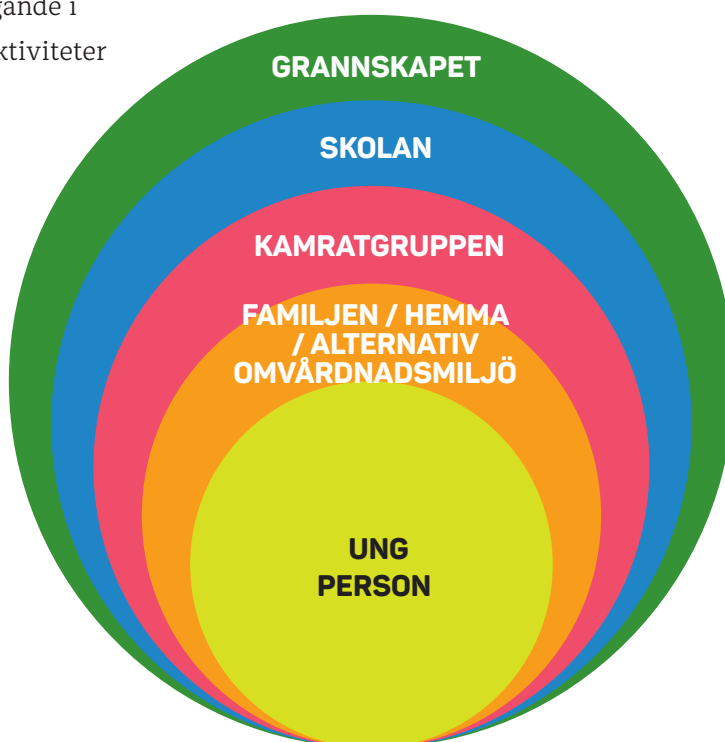 i
GRANNSKAPET
SKOLAN
KAMRATGRUPPEN
FAMILJEN / HEMMA
/ ALTERNATIV
OMVÅRDNADSMILJÖ
UNG
PERSON